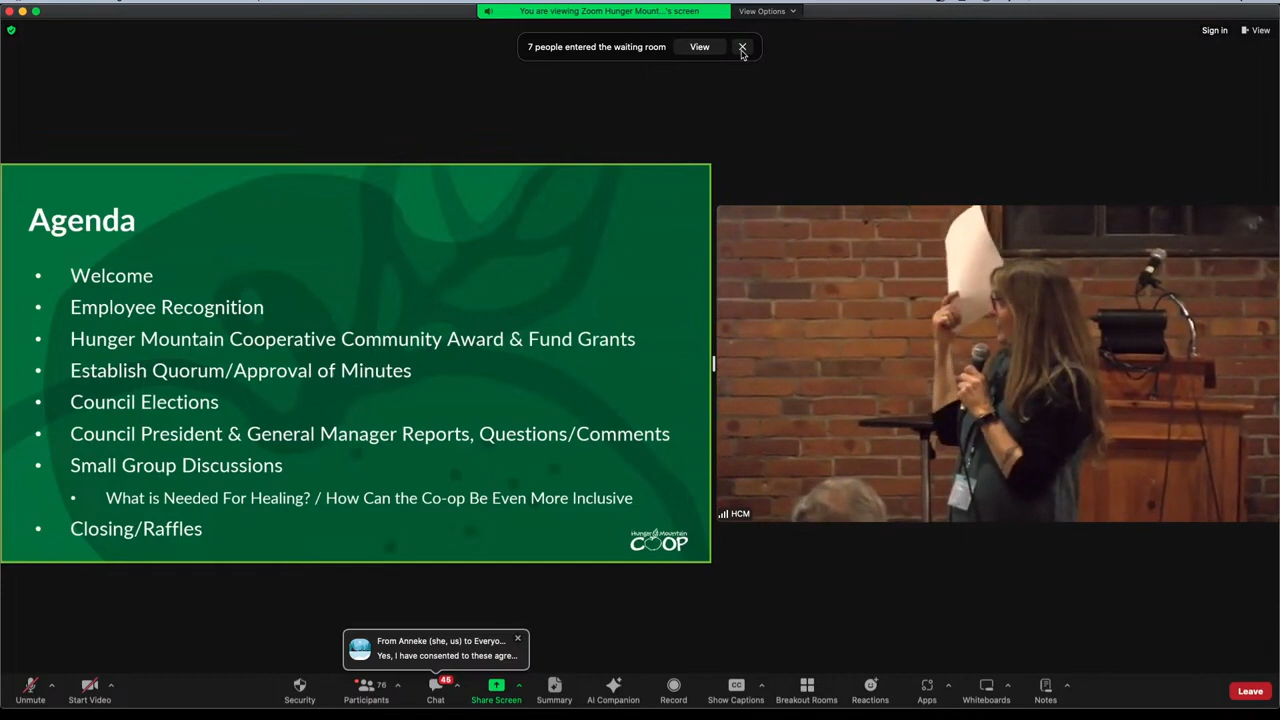 You are viewing Zoom Hunger Mount...'s screen
View Options
7 people entered the waiting room
View
Sign in
View
Agenda
• Welcome
• Employee Recognition
• Hunger Mountain Cooperative Community Award & Fund Grants
• Establish Quorum/Approval of Minutes
• Council Elections
• Council President & General Manager Reports, Questions/Comments
• Small Group Discussions
• What is Needed For Healing? / How Can the Co-op Be Even More Inclusive
• Closing/Raffles
Hunger Mountain
COOP
HCM
From Anneke (she, us) to Everyo...
Yes, I have consented to these agre...
76
45
Unmute
Start Video
Security
Participants
Chat
Share Screen
Summary
AI Companion
Record
CC
Show Captions
Breakout Rooms
Reactions
Apps
Whiteboards
Notes
Leave